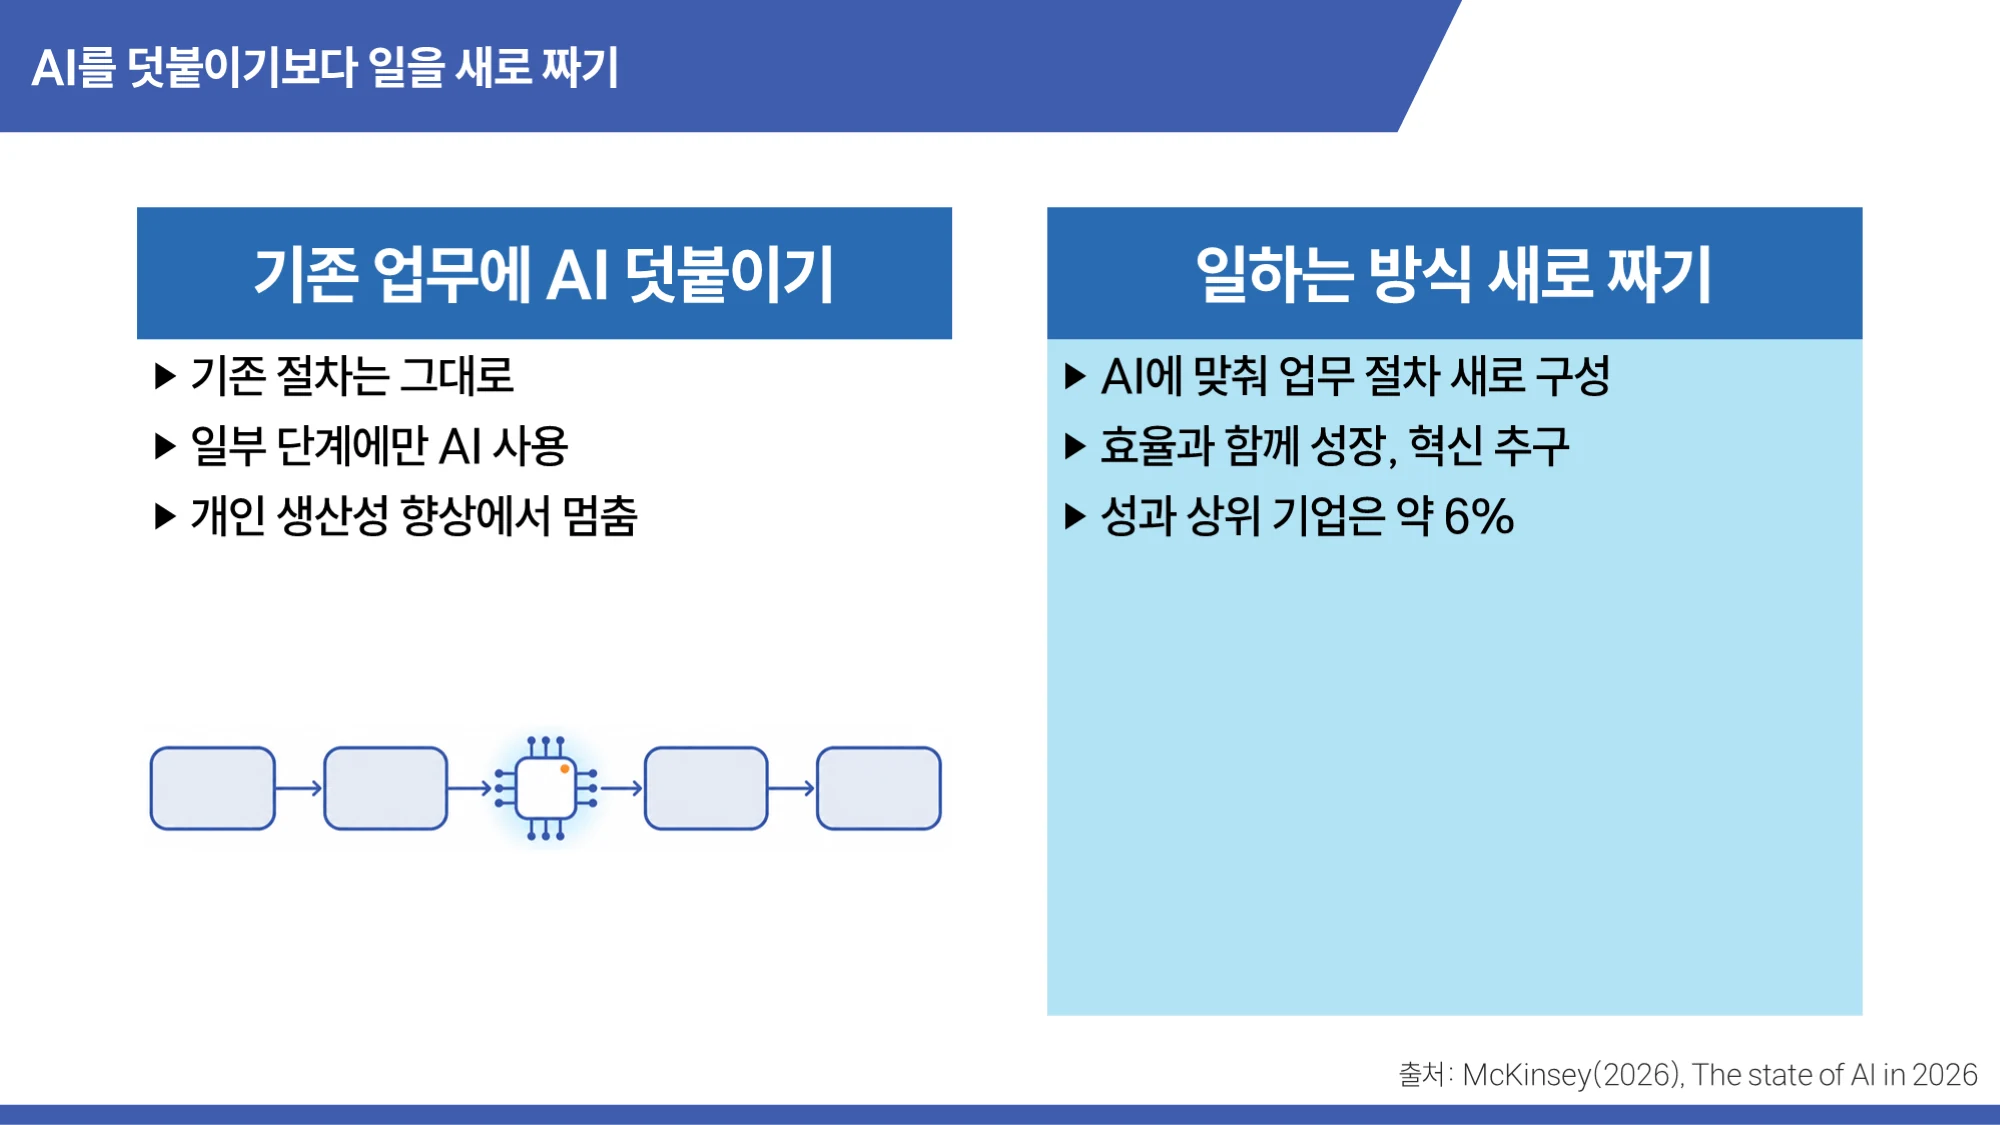 AI를 덧붙이기보다 일을 새로 짜기
기존 업무에 AI 덧붙이기
▶ 기존 절차는 그대로
▶ 일부 단계에만 AI 사용
▶ 개인 생산성 향상에서 멈춤
일하는 방식 새로 짜기
▶ AI에 맞춰 업무 절차 새로 구성
▶ 효율과 함께 성장, 혁신 추구
▶ 성과 상위 기업은 약 6%
출처: McKinsey(2026), The state of AI in 2026